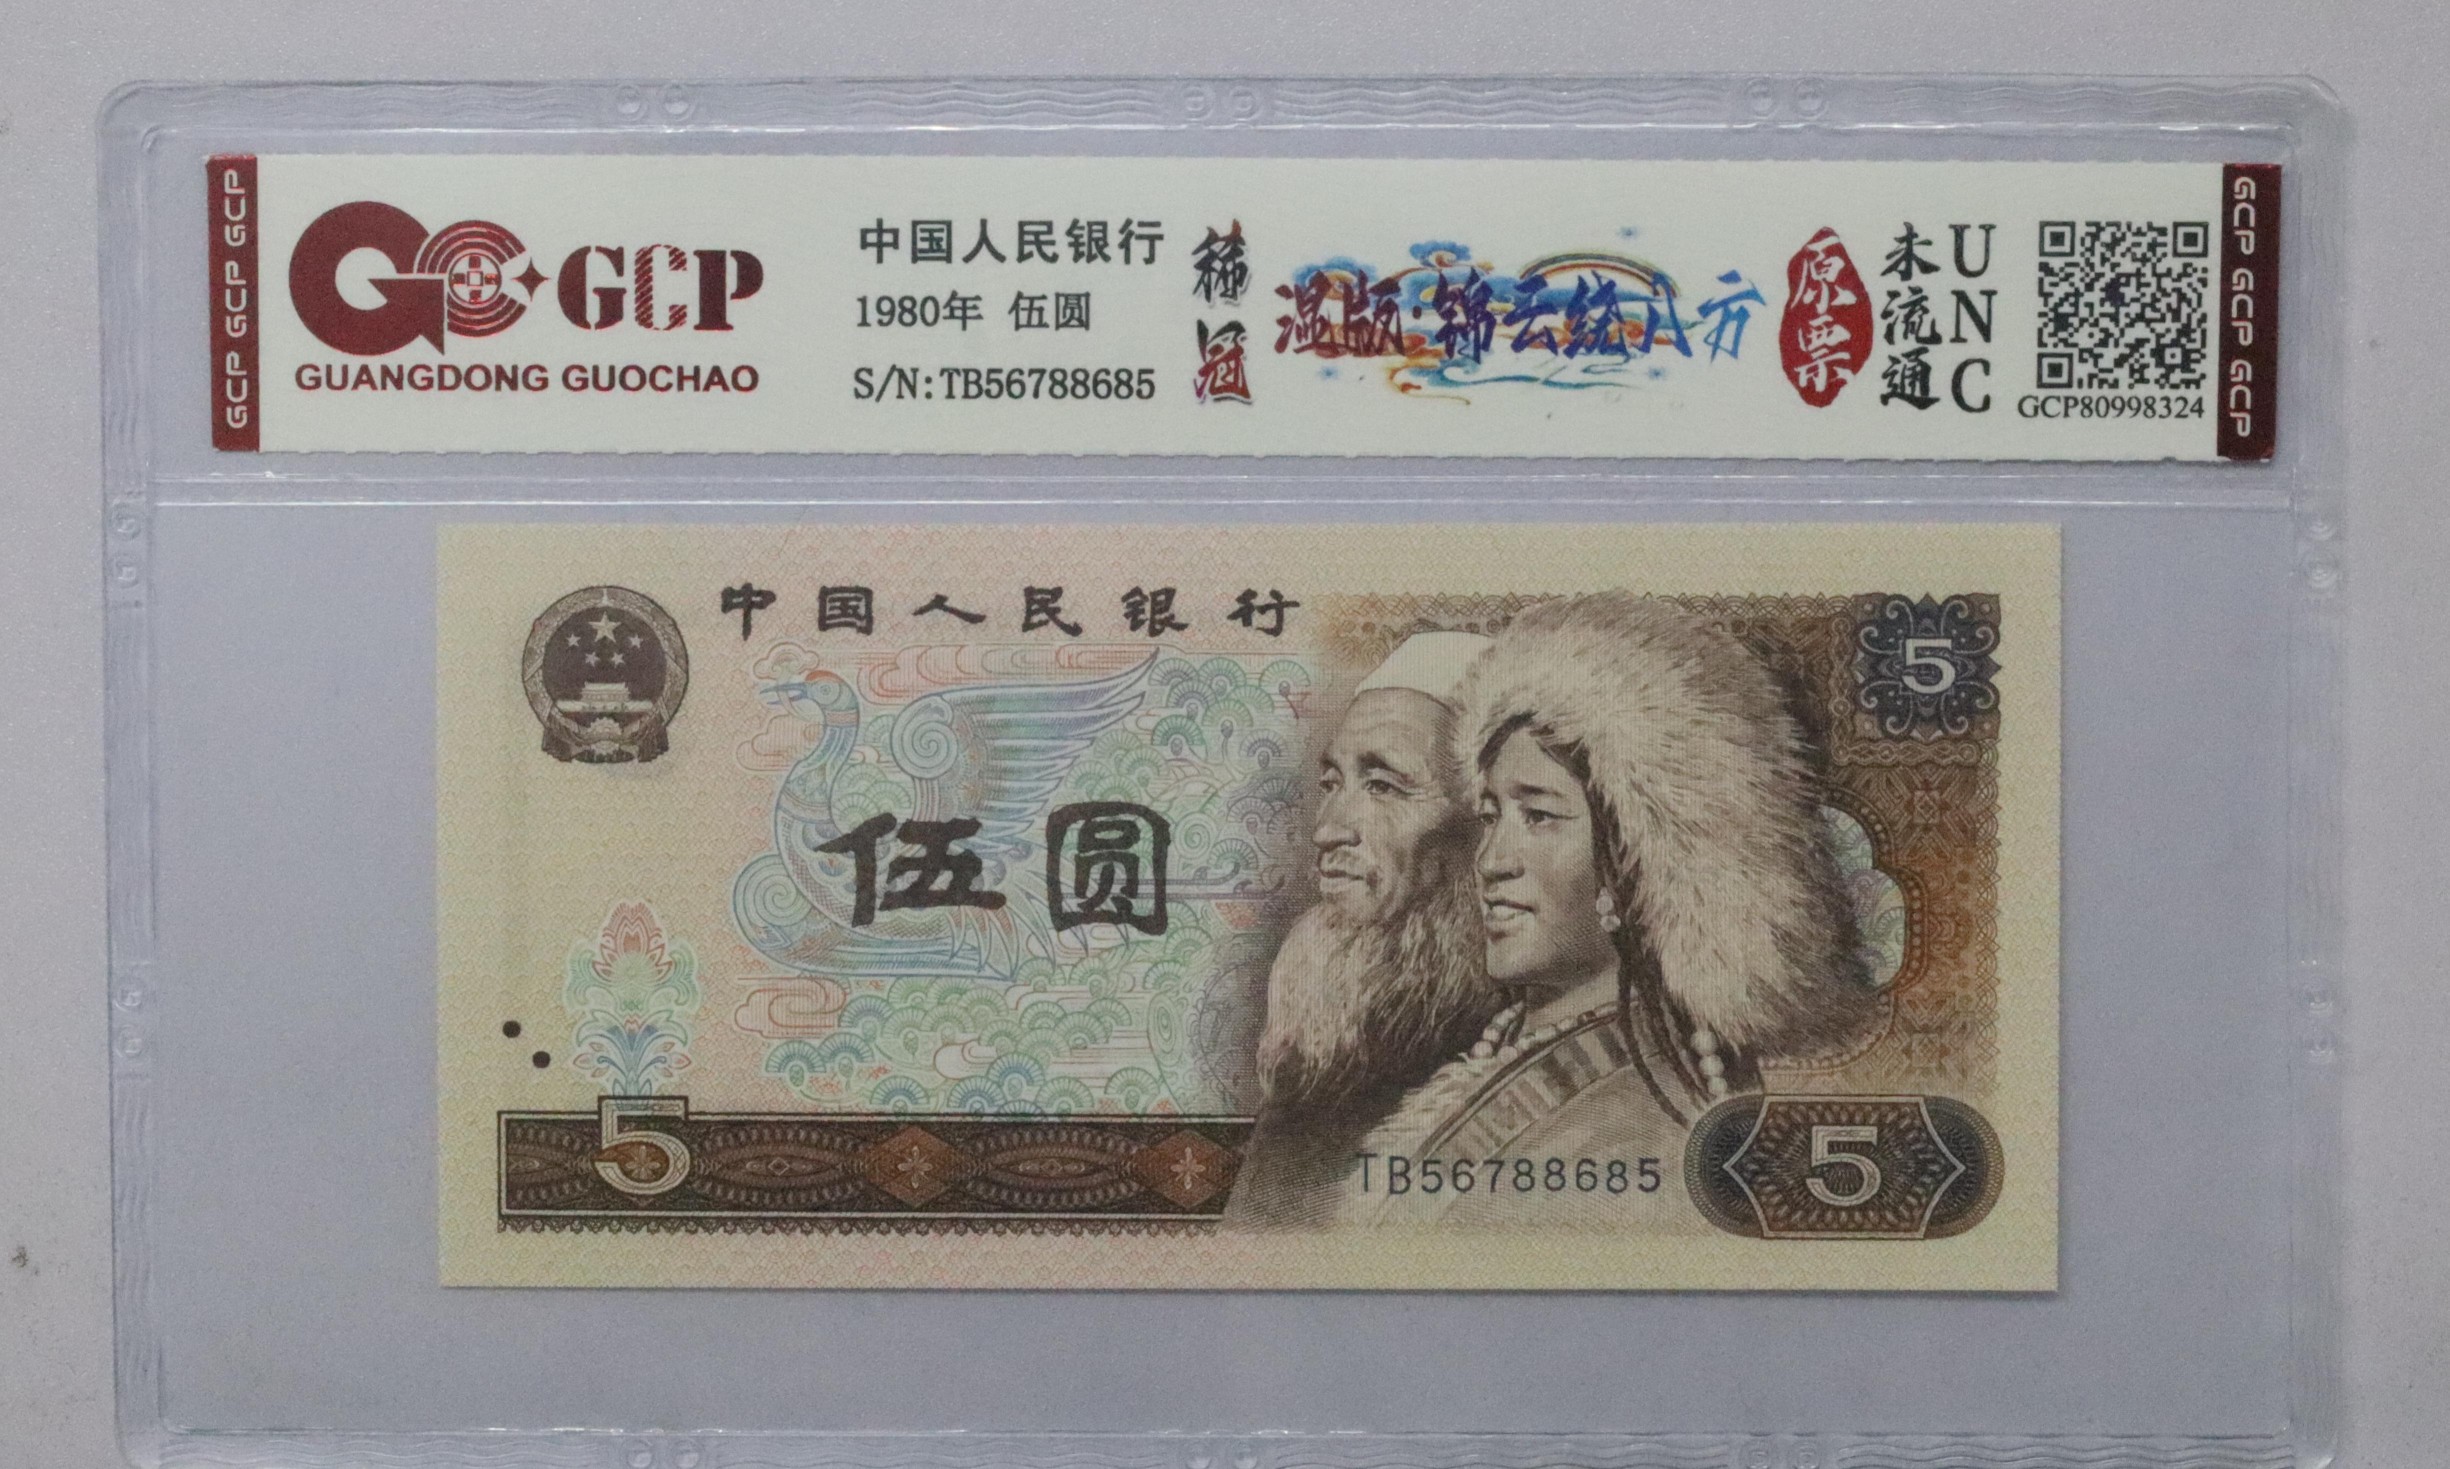 GCP GCP GCP
GCP
GUANGDONG GUOCHAO
中国人民银行
1980年 伍圆
S/N:TB56788685
稀冠
湿版·锦云绕八方
原票
未流通
UNC
GCP80998324
GCP GCP GCP
中国人民银行
5
伍圆
5
TB56788685
5